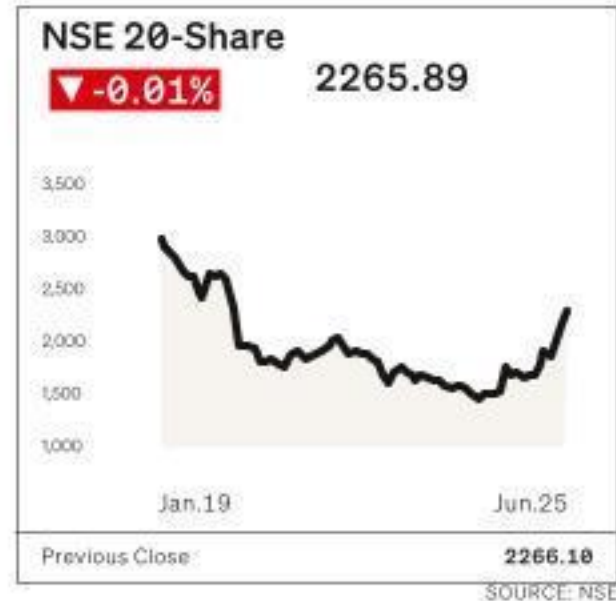 NSE 20-Share
▼ -0.01% 2265.89
3,500
3,000
2,500
2,000
1,500
1,000
Jan.19 Jun.25
Previous Close 2266.10
SOURCE: NSE